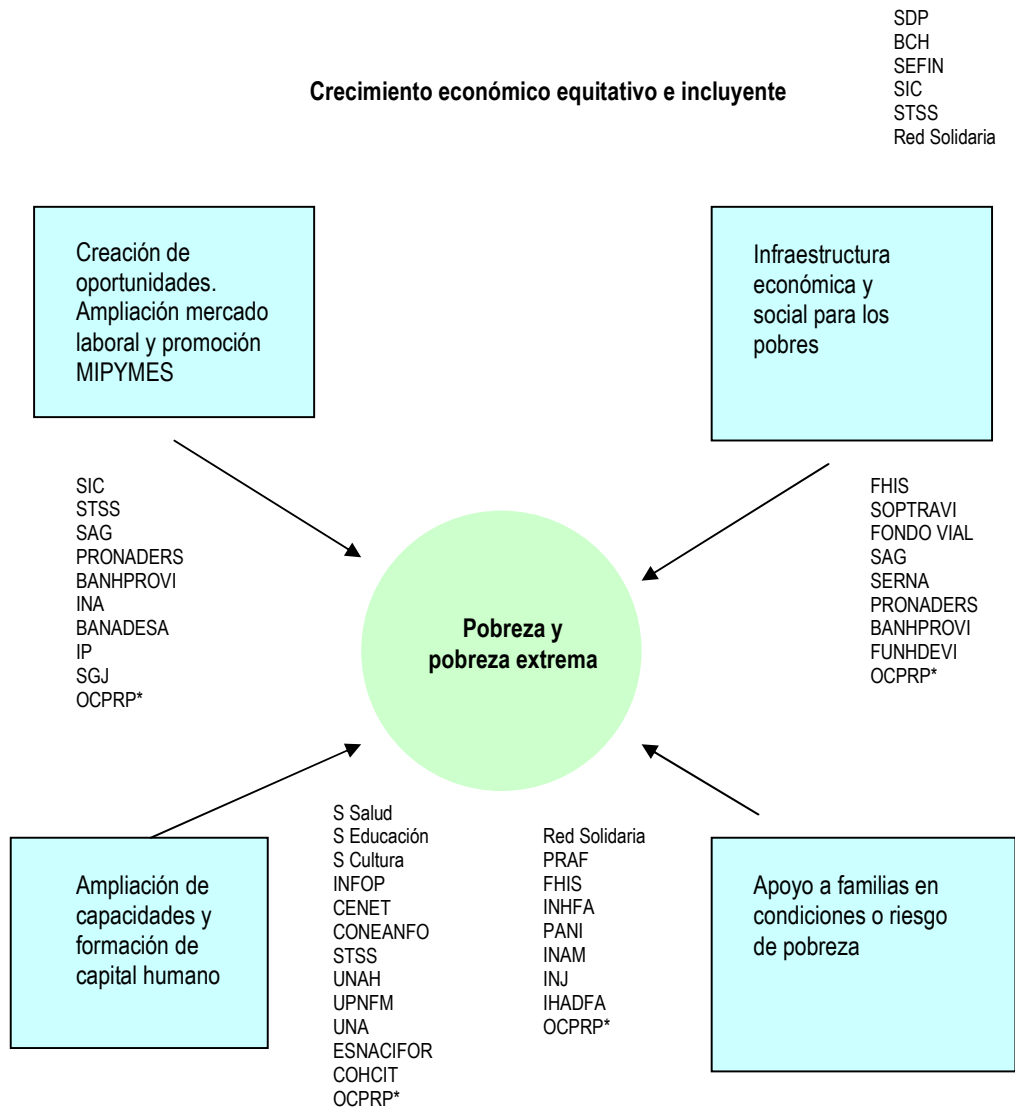 SDP
BCH
SEFIN
SIC
STSS
Red Solidaria
Crecimiento económico equitativo e incluyente
Creación de
oportunidades.
Ampliación mercado
laboral y promoción
MIPYMES
Infraestructura
económica y
social para los
pobres
SIC
STSS
SAG
PRONADERS
BANHPROVI
INA
BANADESA
IP
SGJ
OCPRP*
FHIS
SOPTRAVI
FONDO VIAL
SAG
SERNA
PRONADERS
BANHPROVI
FUNHDEVI
OCPRP*
Pobreza y
pobreza extrema
Ampliación de
capacidades y
formación de
capital humano
S Salud
S Educación
S Cultura
INFOP
CENET
CONEANFO
STSS
UNAH
UPNFM
UNA
ESNACIFOR
COHCIT
OCPRP*
Red Solidaria
PRAF
FHIS
INHFA
PANI
INAM
INJ
IHADFA
OCPRP*
Apoyo a familias en
condiciones o riesgo
de pobreza